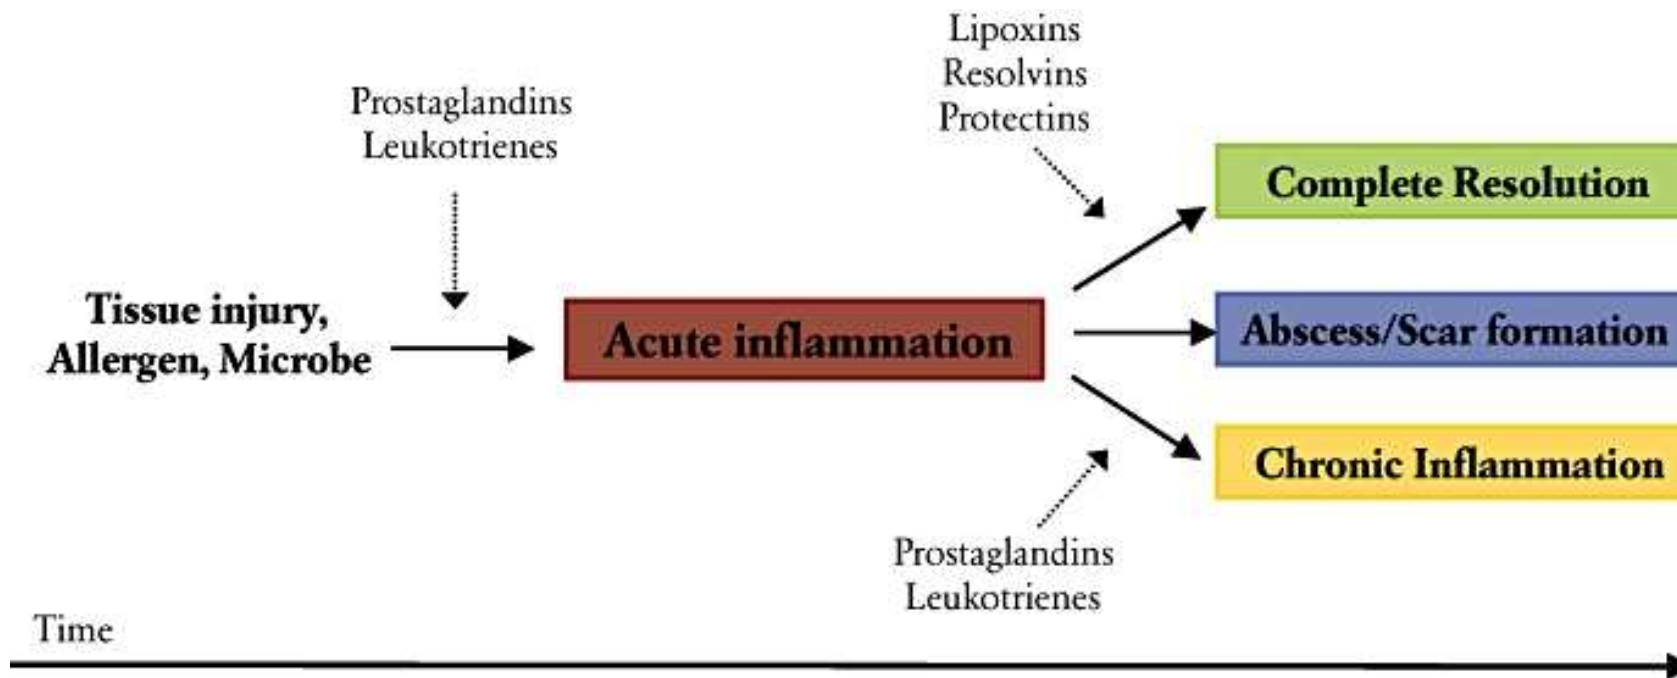 Prostaglandins
Leukotrienes
Lipoxins
Resolvins
Protectins
Tissue injury,
Allergen, Microbe
Acute inflammation
Complete Resolution
Abscess/Scar formation
Chronic Inflammation
Prostaglandins
Leukotrienes
Time